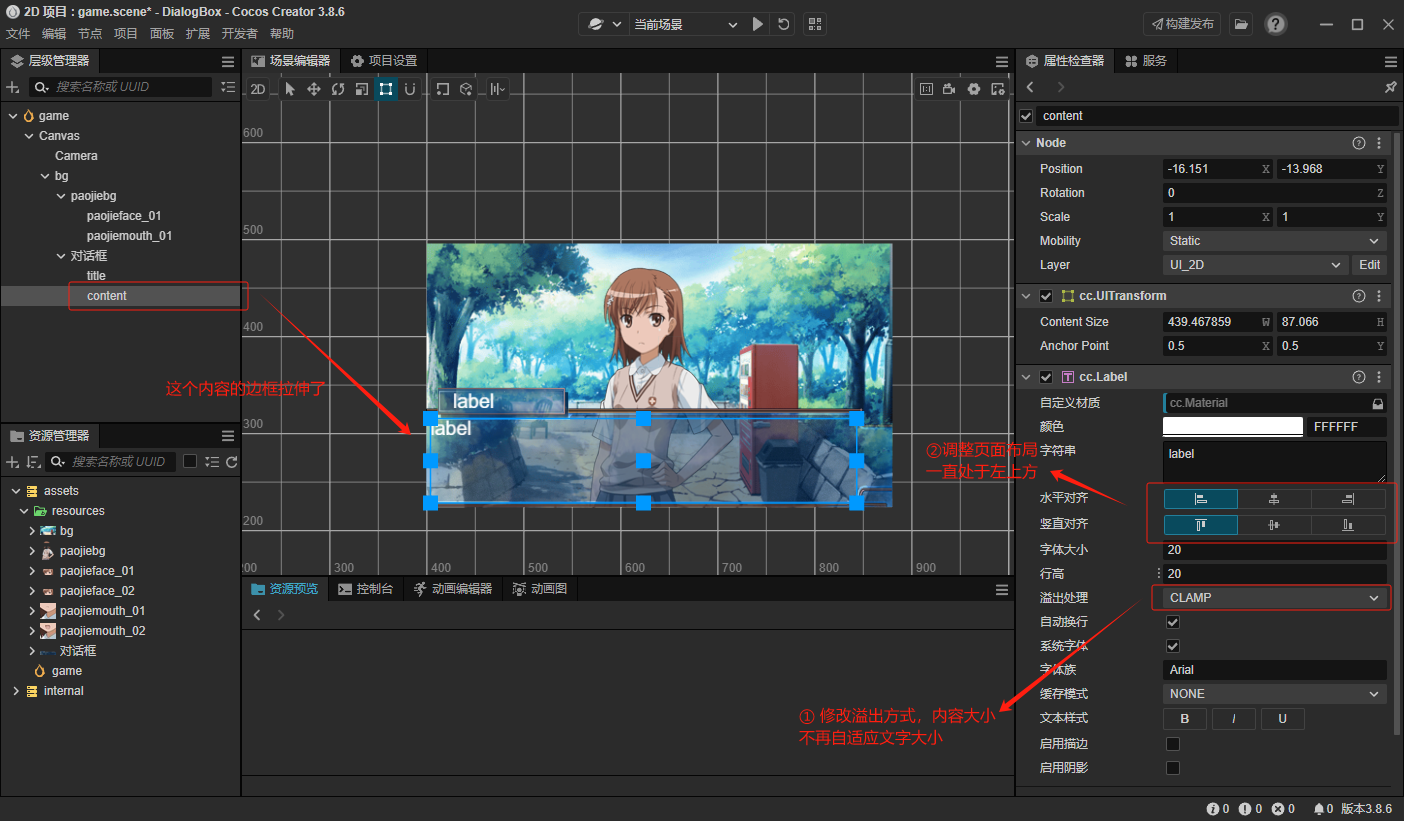 2D 项目 : game.scene* - DialogBox - Cocos Creator 3.8.6
文件 编辑 节点 项目 面板 扩展 开发者 帮助
当前场景
构建发布
层级管理器
搜索名称或 UUID
game
Canvas
Camera
bg
paojiebg
paojieface_01
paojiemouth_01
对话框
title
content
资源管理器
搜索名称或 UUID
assets
resources
bg
paojiebg
paojieface_01
paojieface_02
paojiemouth_01
paojiemouth_02
对话框
game
internal
场景编辑器 项目设置
2D
600
500
400
300
200
200 300 400 500 600 700 800 900
label
label
这个内容的边框拉伸了
②调整页面布局
一直处于左上方
① 修改溢出方式，内容大小
不再自适应文字大小
资源预览 控制台 动画编辑器 动画图
属性检查器 服务
content
Node
Position -16.151 X -13.968 Y
Rotation 0 Z
Scale 1 X 1 Y
Mobility Static
Layer UI_2D Edit
cc.UITransform
Content Size 439.467859 W 87.066 H
Anchor Point 0.5 X 0.5 Y
cc.Label
自定义材质 cc.Material
颜色 FFFFFF
字符串 label
水平对齐
竖直对齐
字体大小 20
行高 20
溢出处理 CLAMP
自动换行
系统字体
字体族 Arial
缓存模式 NONE
文本样式 B I U
启用描边
启用阴影
0 0 0 0 版本3.8.6